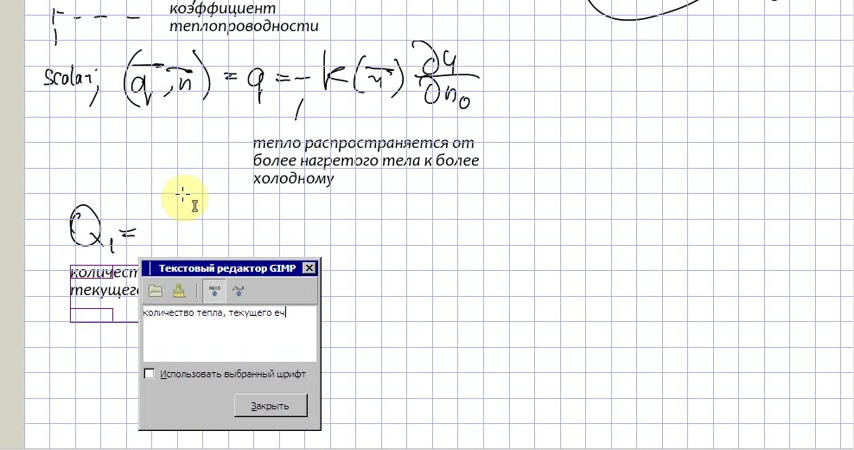 коэффициент
теплопроводности
scalar; (q, n) = q = - k(n) ∂u/∂n₀
тепло распространяется от
более нагретого тела к более
холодному
Q₁ =
количест
текущего
Текстовый редактор GIMP
количество тепла, текущего еч
Использовать выбранный шрифт
Закрыть